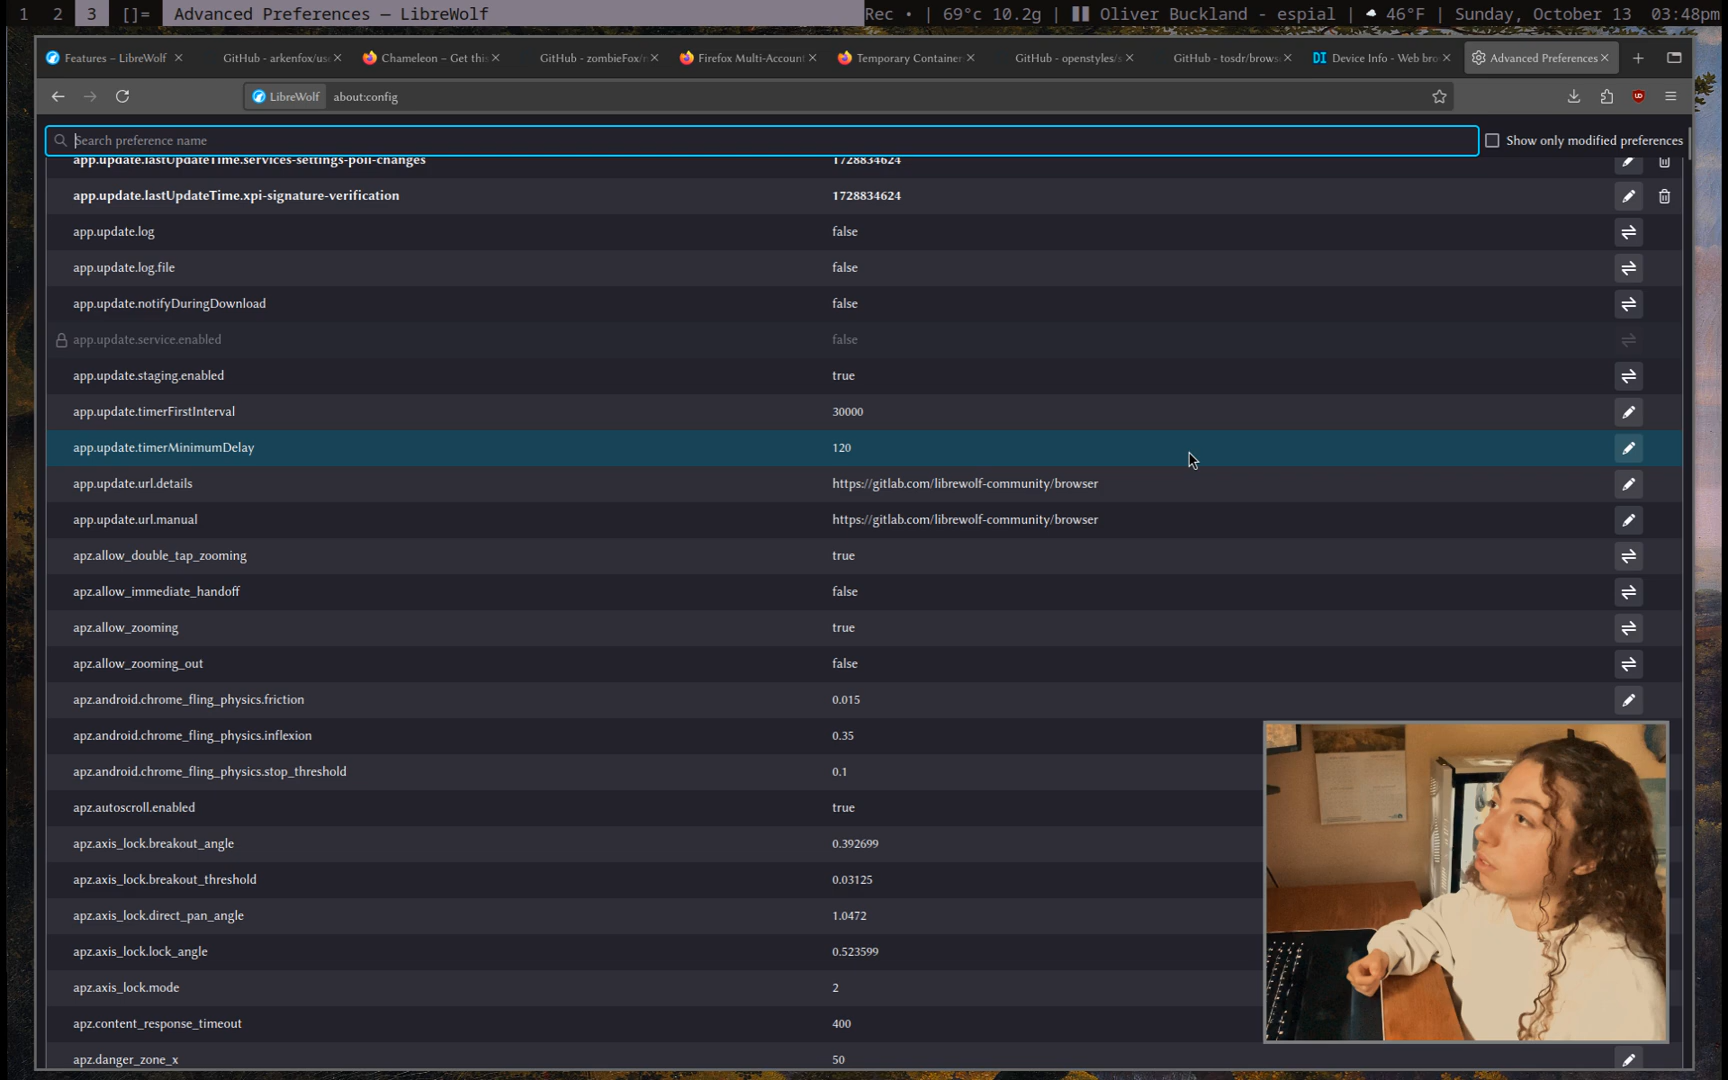 1 2 3 []= Advanced Preferences — LibreWolf Rec • | 69°c 10.2g | Oliver Buckland - espial | 46°F | Sunday, October 13 03:48pm
Features – LibreWolf GitHub - arkenfox/us Chameleon – Get thi GitHub - zombieFox/ Firefox Multi-Account Temporary Container GitHub - openstyles/s GitHub - tosdr/brows Device Info - Web bro Advanced Preferences
LibreWolf about:config
Search preference name Show only modified preferences
app.update.lastUpdateTime.services-settings-poll-changes 1728834624
app.update.lastUpdateTime.xpi-signature-verification 1728834624
app.update.log false
app.update.log.file false
app.update.notifyDuringDownload false
app.update.service.enabled false
app.update.staging.enabled true
app.update.timerFirstInterval 30000
app.update.timerMinimumDelay 120
app.update.url.details https://gitlab.com/librewolf-community/browser
app.update.url.manual https://gitlab.com/librewolf-community/browser
apz.allow_double_tap_zooming true
apz.allow_immediate_handoff false
apz.allow_zooming true
apz.allow_zooming_out false
apz.android.chrome_fling_physics.friction 0.015
apz.android.chrome_fling_physics.inflexion 0.35
apz.android.chrome_fling_physics.stop_threshold 0.1
apz.autoscroll.enabled true
apz.axis_lock.breakout_angle 0.392699
apz.axis_lock.breakout_threshold 0.03125
apz.axis_lock.direct_pan_angle 1.0472
apz.axis_lock.lock_angle 0.523599
apz.axis_lock.mode 2
apz.content_response_timeout 400
apz.danger_zone_x 50